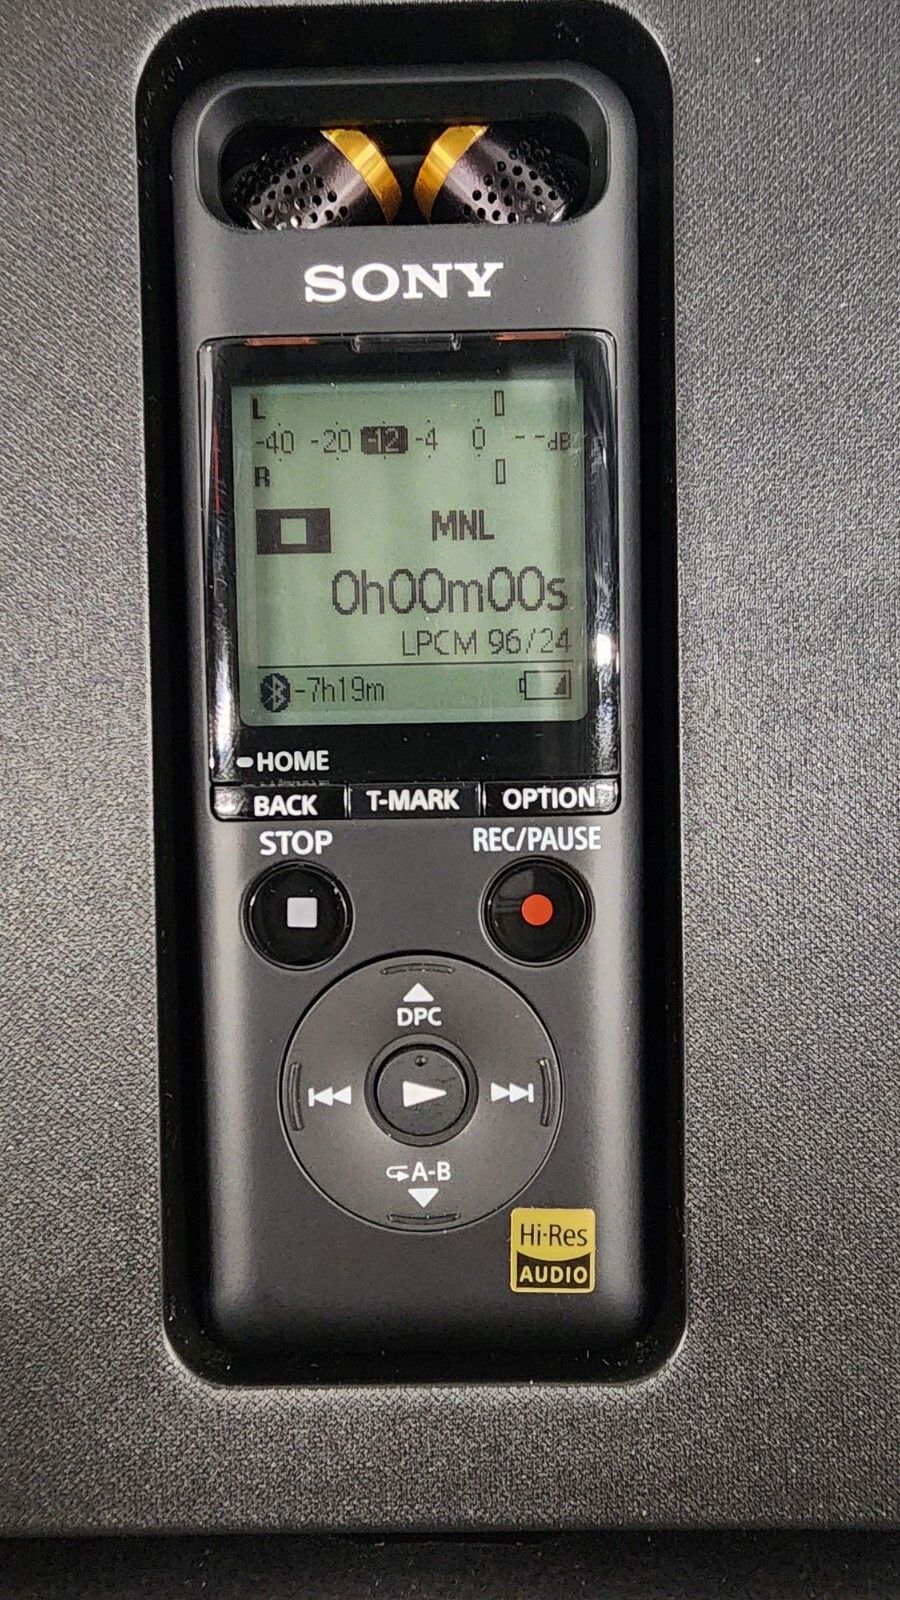 SONY
L
-40 -20 -12 -4 0 --dB
R
MNL
0h00m00s
LPCM 96/24
-7h19m
HOME
BACK T-MARK OPTION
STOP REC/PAUSE
DPC
A-B
Hi-Res
AUDIO